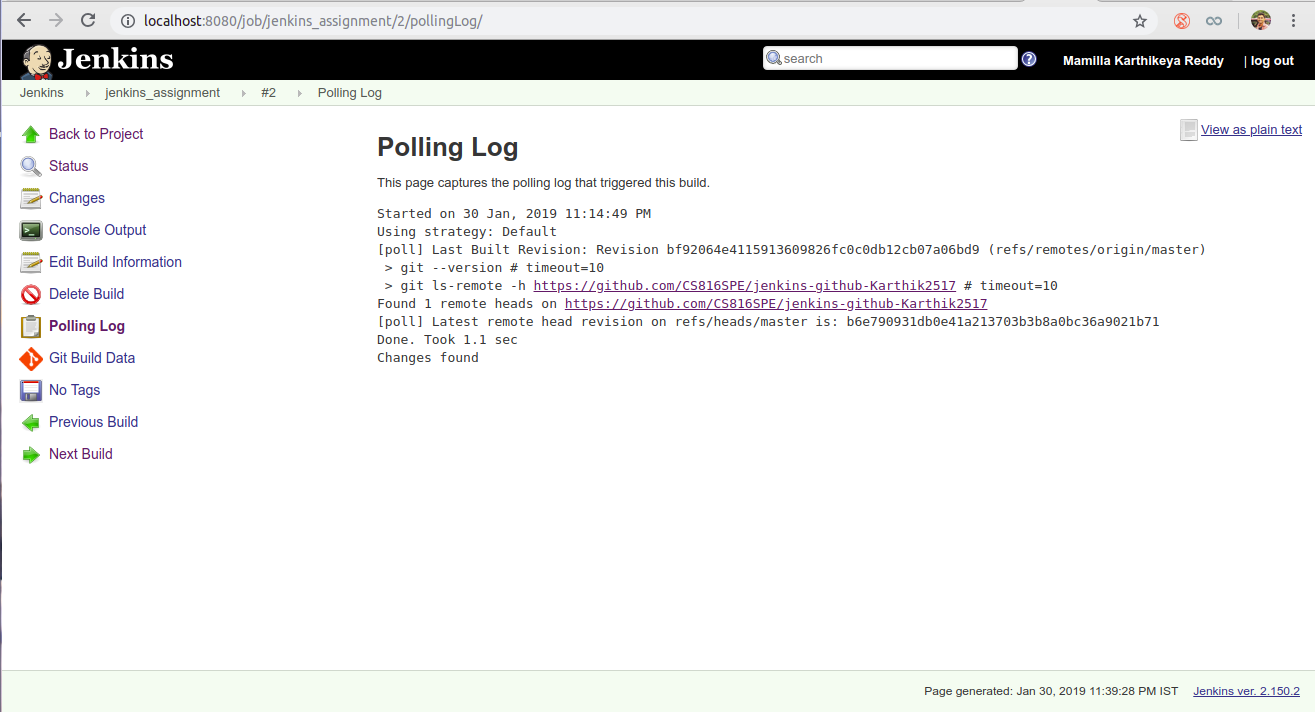 localhost:8080/job/jenkins_assignment/2/pollingLog/
Jenkins
search
Mamilla Karthikeya Reddy | log out
Jenkins jenkins_assignment #2 Polling Log
Back to Project
Status
Changes
Console Output
Edit Build Information
Delete Build
Polling Log
Git Build Data
No Tags
Previous Build
Next Build
View as plain text
Polling Log
This page captures the polling log that triggered this build.
Started on 30 Jan, 2019 11:14:49 PM
Using strategy: Default
[poll] Last Built Revision: Revision bf92064e4115913609826fc0c0db12cb07a06bd9 (refs/remotes/origin/master)
> git --version # timeout=10
> git ls-remote -h https://github.com/CS816SPE/jenkins-github-Karthik2517 # timeout=10
Found 1 remote heads on https://github.com/CS816SPE/jenkins-github-Karthik2517
[poll] Latest remote head revision on refs/heads/master is: b6e790931db0e41a213703b3b8a0bc36a9021b71
Done. Took 1.1 sec
Changes found
Page generated: Jan 30, 2019 11:39:28 PM IST Jenkins ver. 2.150.2